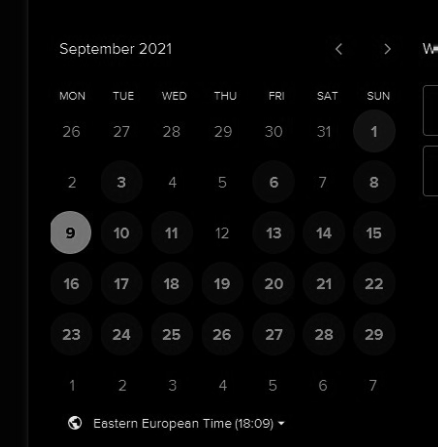 September 2021 < >
MON TUE WED THU FRI SAT SUN
26 27 28 29 30 31 1
2 3 4 5 6 7 8
9 10 11 12 13 14 15
16 17 18 19 20 21 22
23 24 25 26 27 28 29
1 2 3 4 5 6 7
Eastern European Time (18:09)